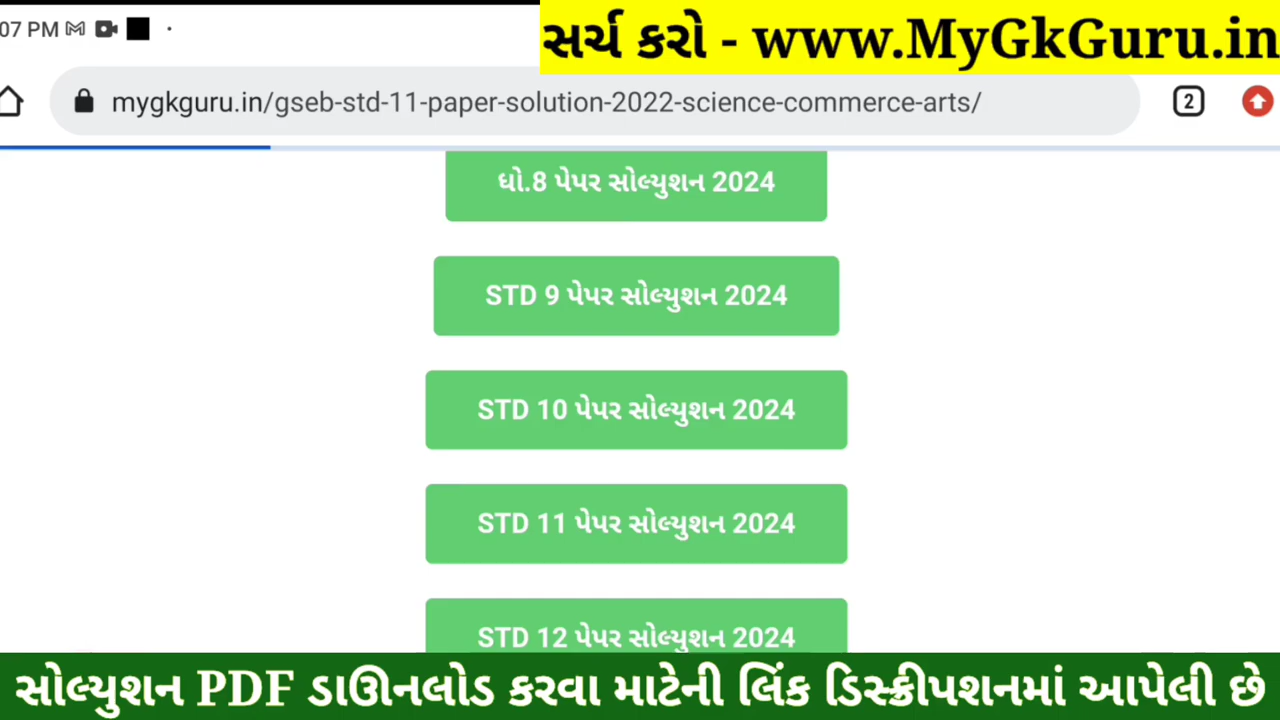 07 PM
સર્ચ કરો - www.MyGkGuru.in
mygkguru.in/gseb-std-11-paper-solution-2022-science-commerce-arts/
2
ધો.8 પેપર સોલ્યુશન 2024
STD 9 પેપર સોલ્યુશન 2024
STD 10 પેપર સોલ્યુશન 2024
STD 11 પેપર સોલ્યુશન 2024
STD 12 પેપર સોલ્યુશન 2024
સોલ્યુશન PDF ડાઊનલોડ કરવા માટેની લિંક ડિસ્ક્રીપશનમાં આપેલી છે